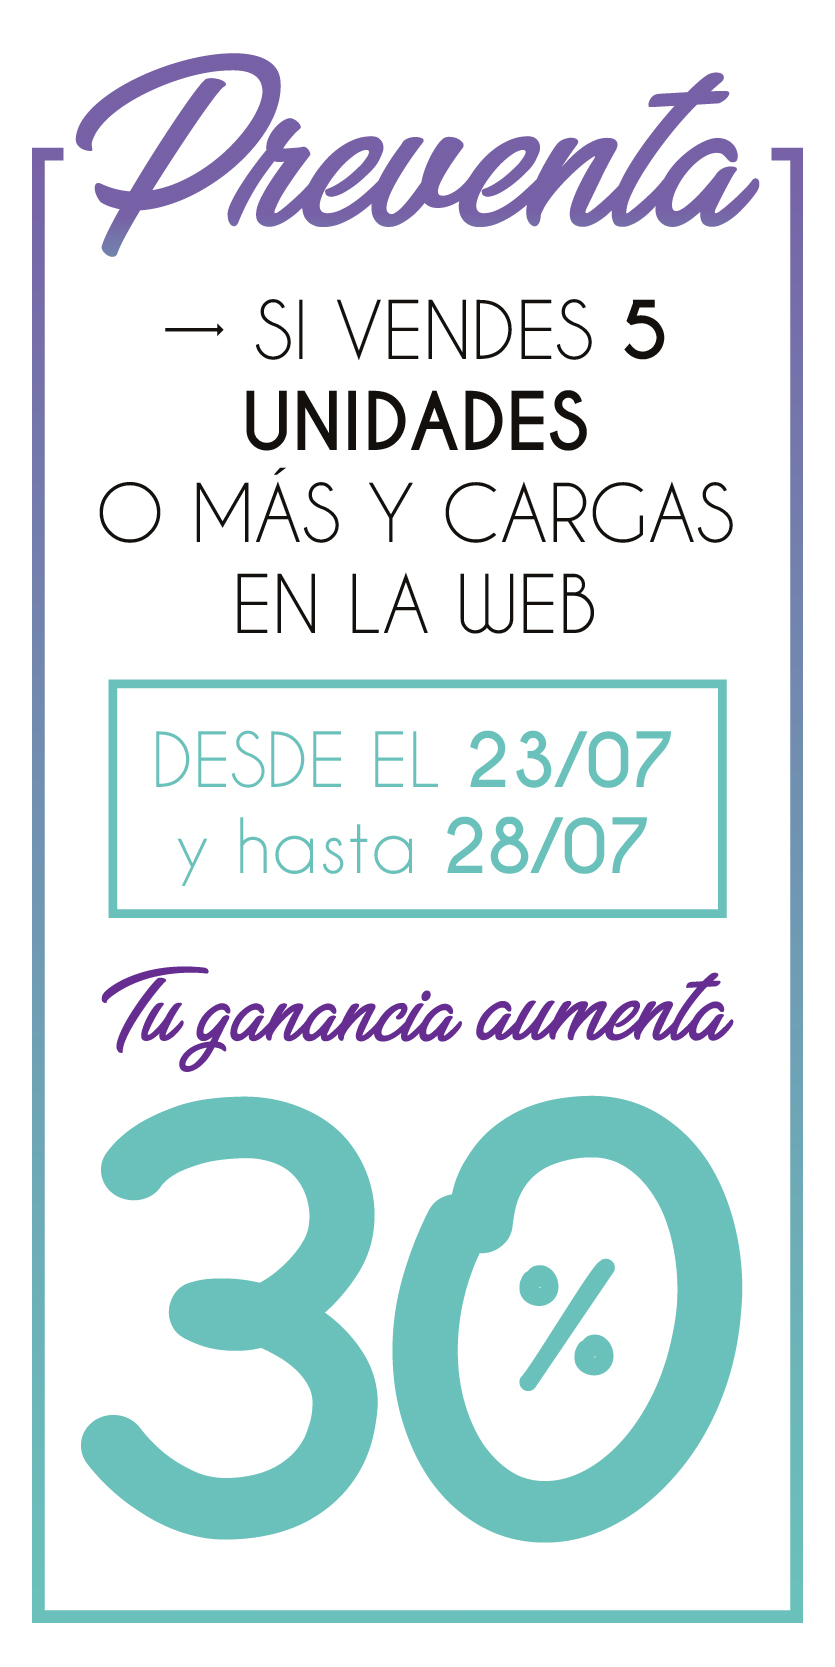 Preventa
→ SI VENDES 5
UNIDADES
O MÁS Y CARGAS
EN LA WEB
DESDE EL 23/07
y hasta 28/07
Tu ganancia aumenta
30%